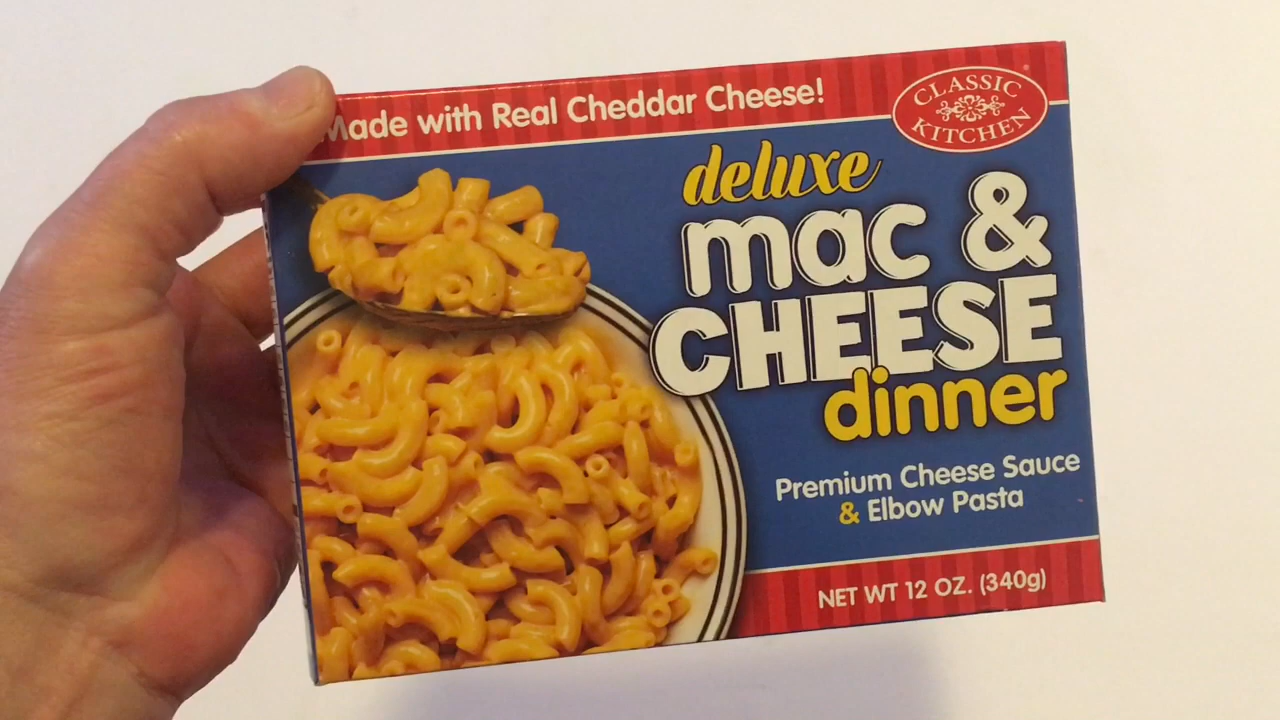 Made with Real Cheddar Cheese!
CLASSIC
KITCHEN
deluxe
mac &
CHEESE
dinner
Premium Cheese Sauce
& Elbow Pasta
NET WT 12 OZ. (340g)